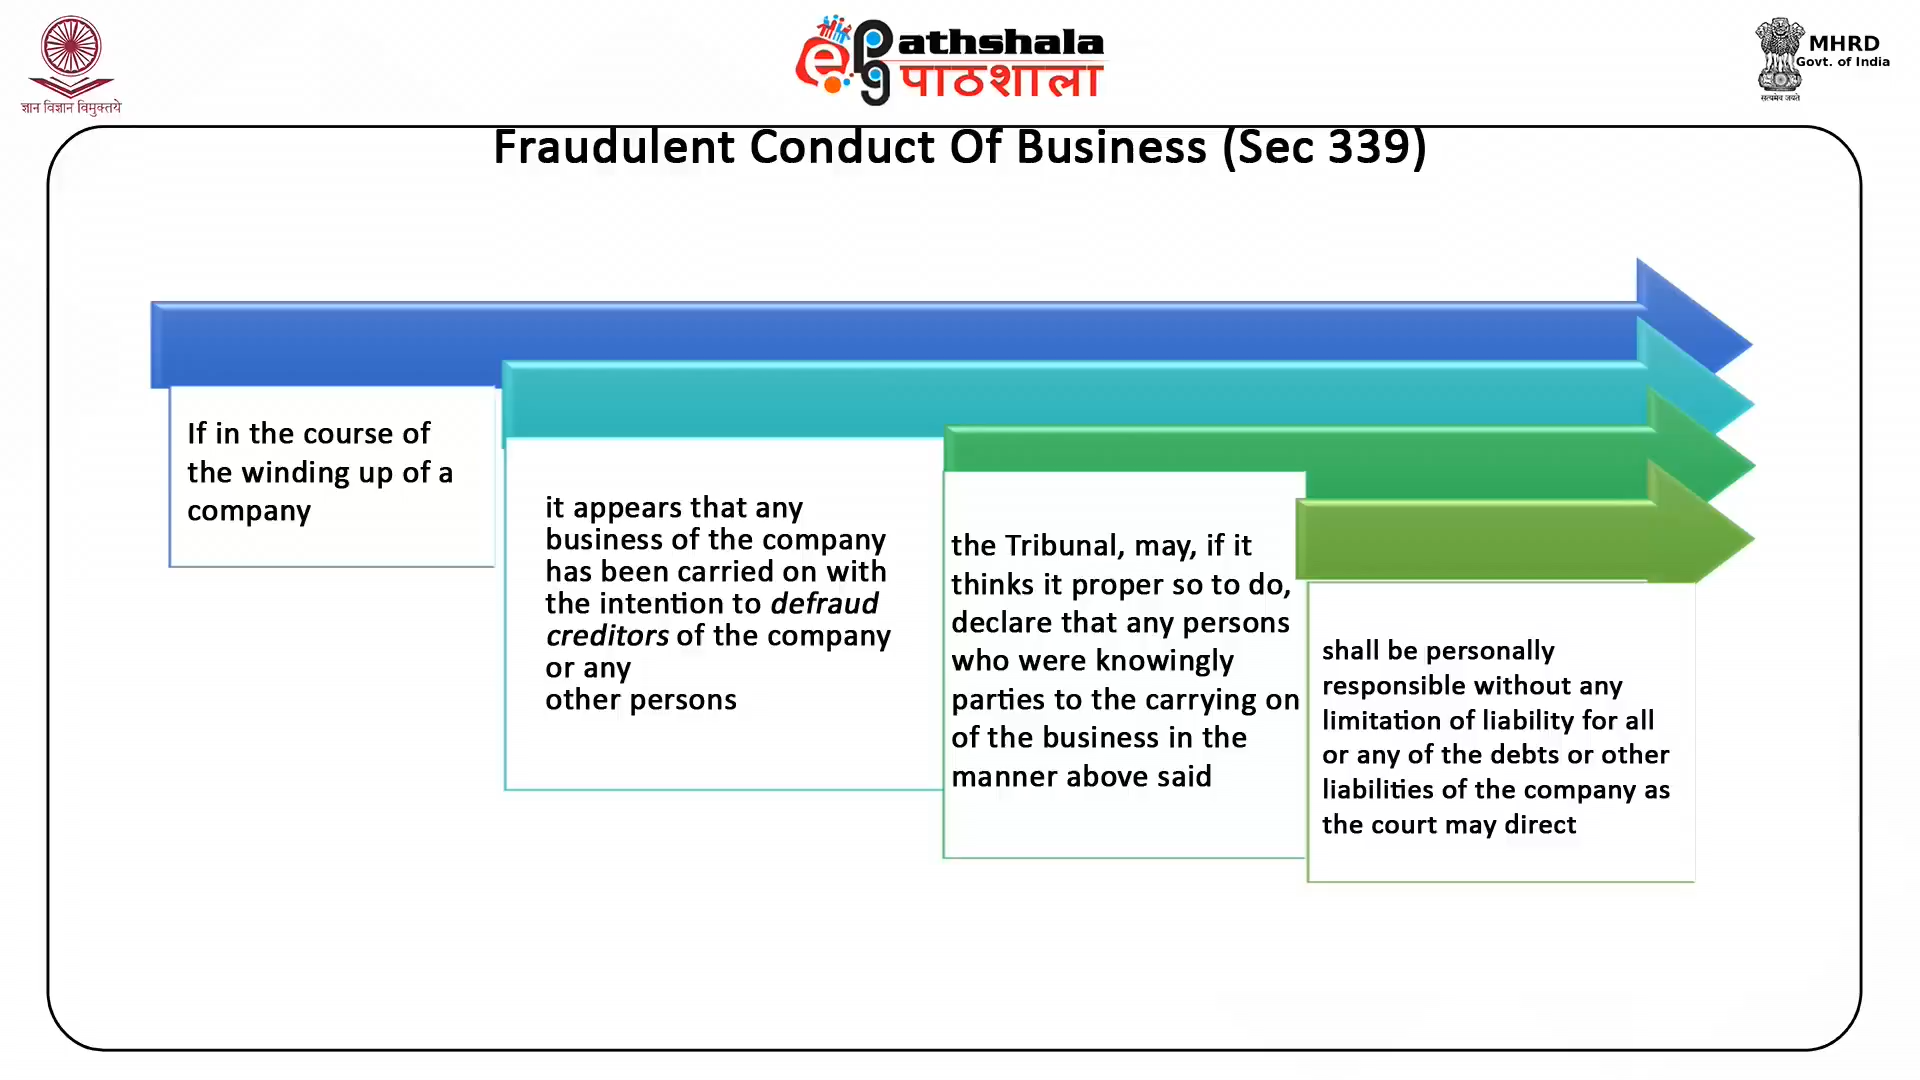 ज्ञान विज्ञान विमुक्तये
e PG Pathshala
पाठशाला
MHRD
Govt. of India
सत्यमेव जयते
Fraudulent Conduct Of Business (Sec 339)
If in the course of
the winding up of a
company
it appears that any
business of the company
has been carried on with
the intention to defraud
creditors of the company
or any
other persons
the Tribunal, may, if it
thinks it proper so to do,
declare that any persons
who were knowingly
parties to the carrying on
of the business in the
manner above said
shall be personally
responsible without any
limitation of liability for all
or any of the debts or other
liabilities of the company as
the court may direct